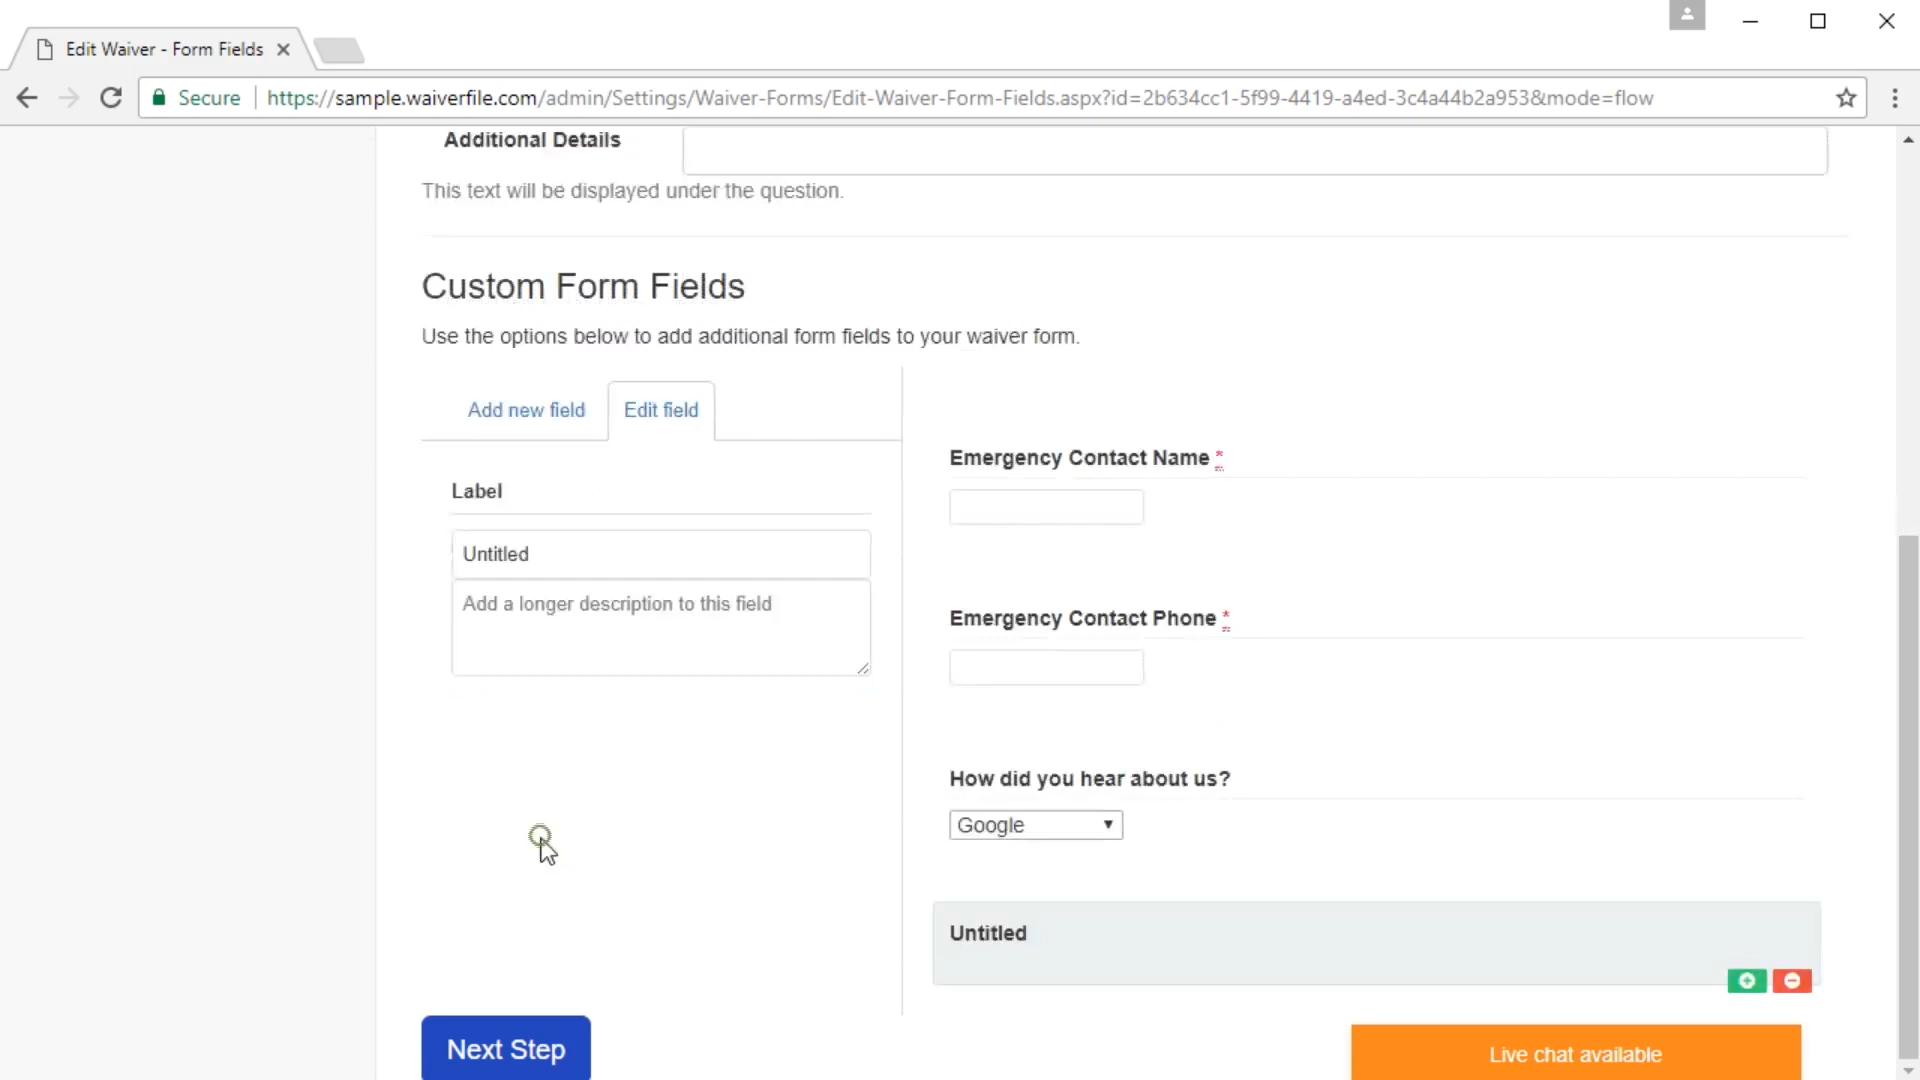 Edit Waiver - Form Fields
Secure https://sample.waiverfile.com/admin/Settings/Waiver-Forms/Edit-Waiver-Form-Fields.aspx?id=2b634cc1-5f99-4419-a4ed-3c4a44b2a953&mode=flow
Additional Details
This text will be displayed under the question.
Custom Form Fields
Use the options below to add additional form fields to your waiver form.
Add new field
Edit field
Label
Untitled
Add a longer description to this field
Emergency Contact Name *
Emergency Contact Phone *
How did you hear about us?
Google
Untitled
Next Step
Live chat available